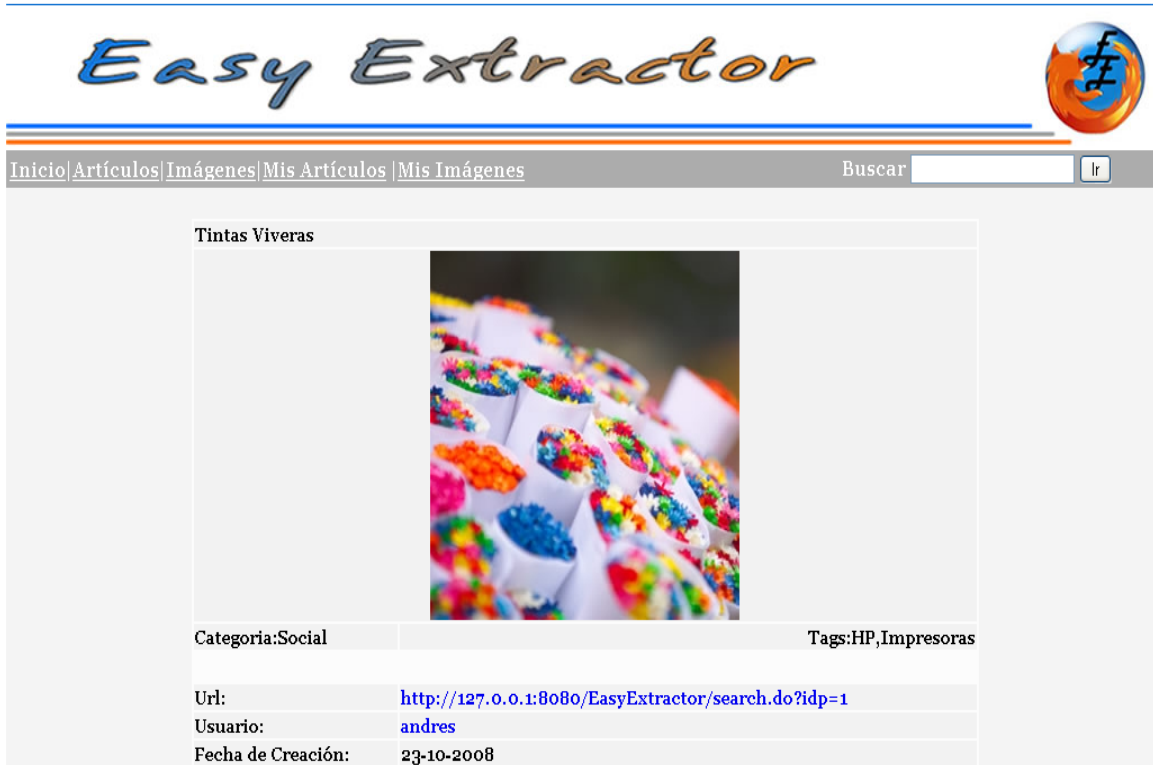 Easy Extractor
Inicio|Artículos|Imágenes|Mis Artículos |Mis Imágenes Buscar Ir
Tintas Viveras
Categoria:Social Tags:HP,Impresoras
Url: http://127.0.0.1:8080/EasyExtractor/search.do?idp=1
Usuario: andres
Fecha de Creación: 23-10-2008